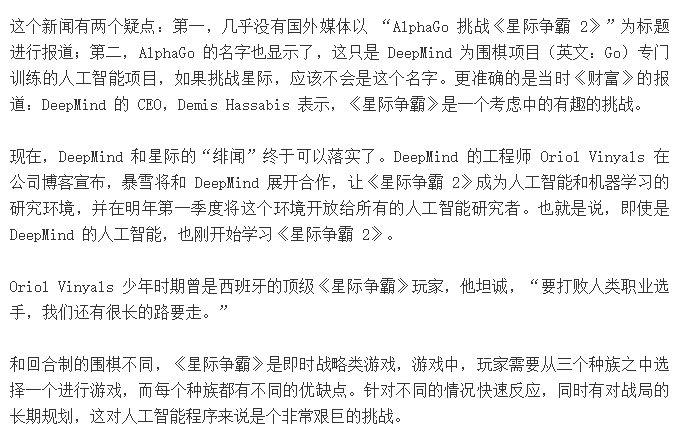 这个新闻有两个疑点：第一，几乎没有国外媒体以 “AlphaGo 挑战《星际争霸 2》”为标题
进行报道；第二，AlphaGo 的名字也显示了，这只是 DeepMind 为围棋项目（英文：Go）专门
训练的人工智能项目，如果挑战星际，应该不会是这个名字。更准确的是当时《财富》的报
道：DeepMind 的 CEO，Demis Hassabis 表示，《星际争霸》是一个考虑中的有趣的挑战。
现在，DeepMind 和星际的“绯闻”终于可以落实了。DeepMind 的工程师 Oriol Vinyals 在
公司博客宣布，暴雪将和 DeepMind 展开合作，让《星际争霸 2》成为人工智能和机器学习的
研究环境，并在明年第一季度将这个环境开放给所有的人工智能研究者。也就是说，即使是
DeepMind 的人工智能，也刚开始学习《星际争霸 2》。
Oriol Vinyals 少年时期曾是西班牙的顶级《星际争霸》玩家，他坦诚，“要打败人类职业选
手，我们还有很长的路要走。”
和回合制的围棋不同，《星际争霸》是即时战略类游戏，游戏中，玩家需要从三个种族之中选
择一个进行游戏，而每个种族都有不同的优缺点。针对不同的情况快速反应，同时有对战局的
长期规划，这对人工智能程序来说是个非常艰巨的挑战。